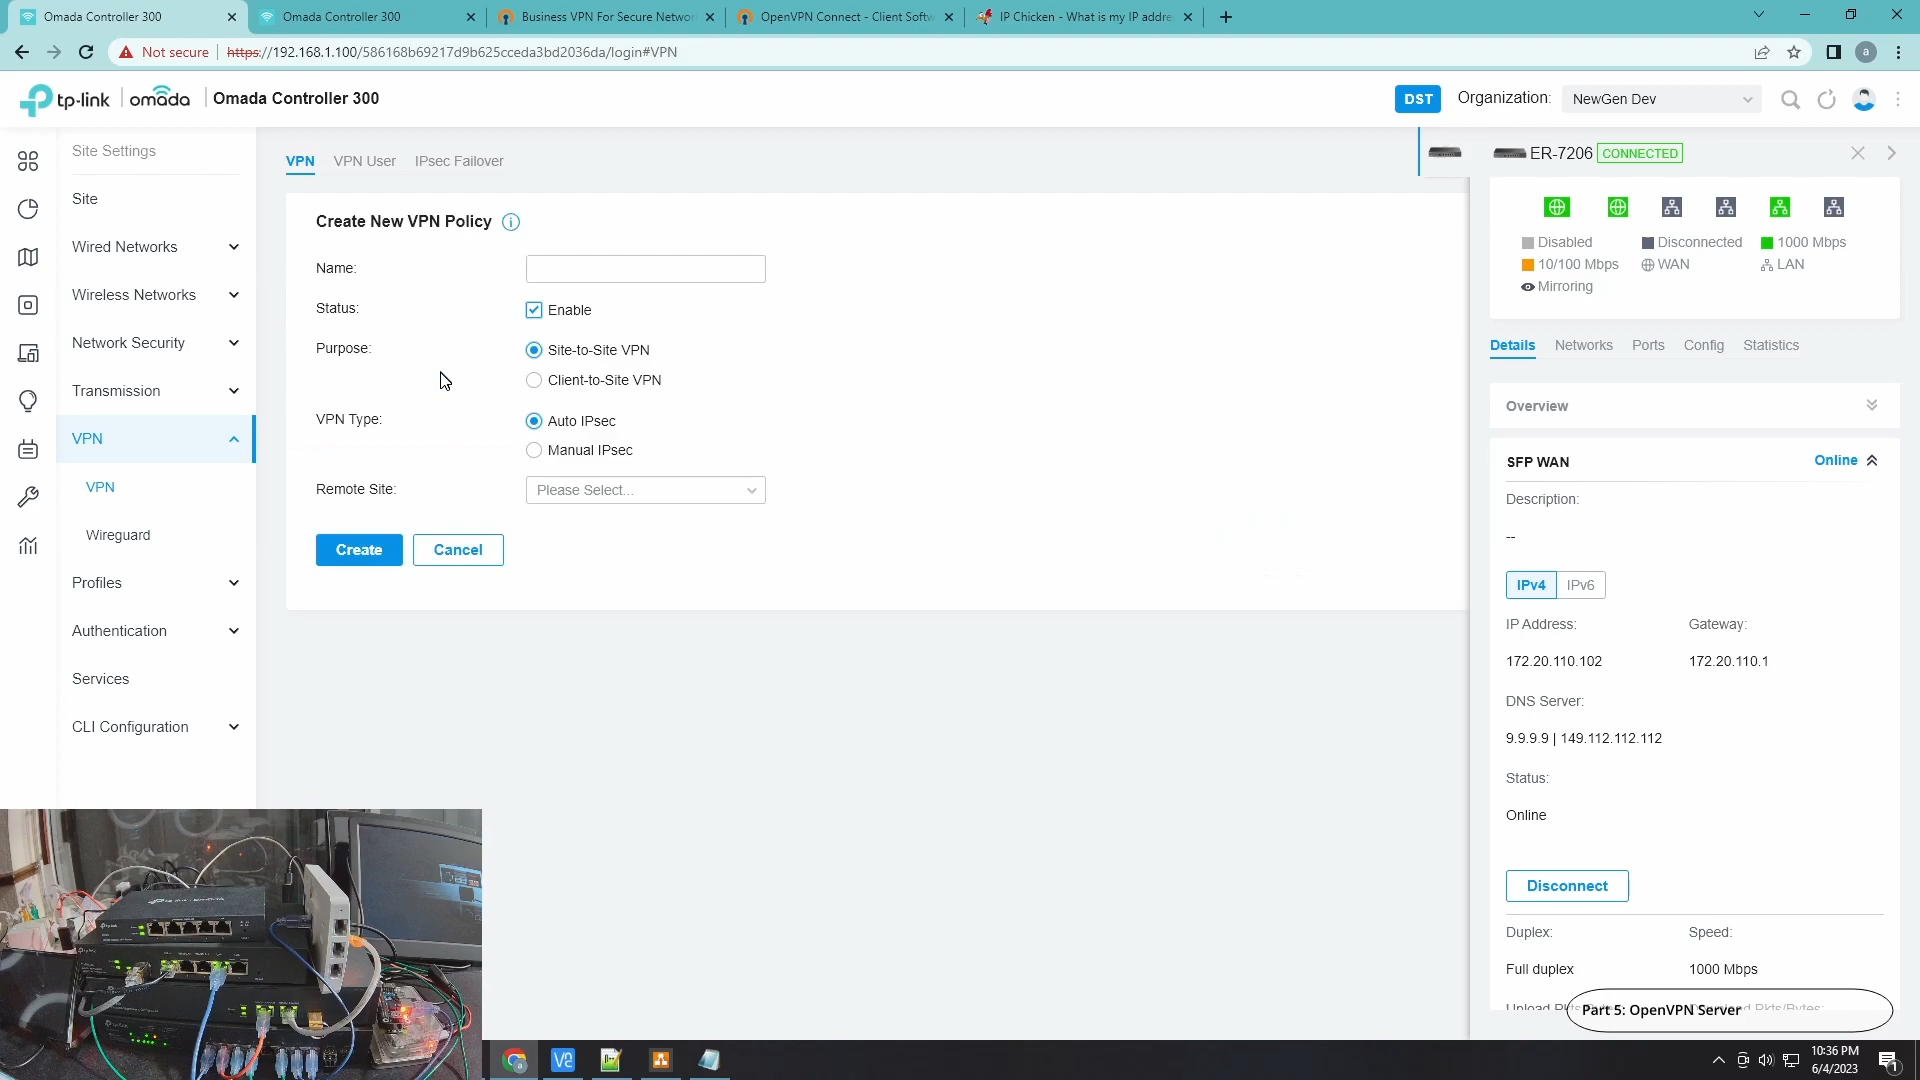 Omada Controller 300
Omada Controller 300
Business VPN For Secure Networ
OpenVPN Connect - Client Softw
IP Chicken - What is my IP addre
Not secure
https://192.168.1.100/586168b69217d9b625cceda3bd2036da/login#VPN
a
tp-link
omada
Omada Controller 300
DST
Organization:
NewGen Dev
Site Settings
Site
Wired Networks
Wireless Networks
Network Security
Transmission
VPN
VPN
Wireguard
Profiles
Authentication
Services
CLI Configuration
VPN
VPN User
IPsec Failover
Create New VPN Policy
Name:
Status:
Enable
Purpose:
Site-to-Site VPN
Client-to-Site VPN
VPN Type:
Auto IPsec
Manual IPsec
Remote Site:
Please Select...
Create
Cancel
ER-7206
CONNECTED
Disabled
Disconnected
1000 Mbps
10/100 Mbps
WAN
LAN
Mirroring
Details
Networks
Ports
Config
Statistics
Overview
SFP WAN
Online
Description:
--
IPv4
IPv6
IP Address:
Gateway:
172.20.110.102
172.20.110.1
DNS Server:
9.9.9.9 | 149.112.112.112
Status:
Online
Disconnect
Duplex:
Speed:
Full duplex
1000 Mbps
Part 5: OpenVPN Server
10:36 PM
6/4/2023
1